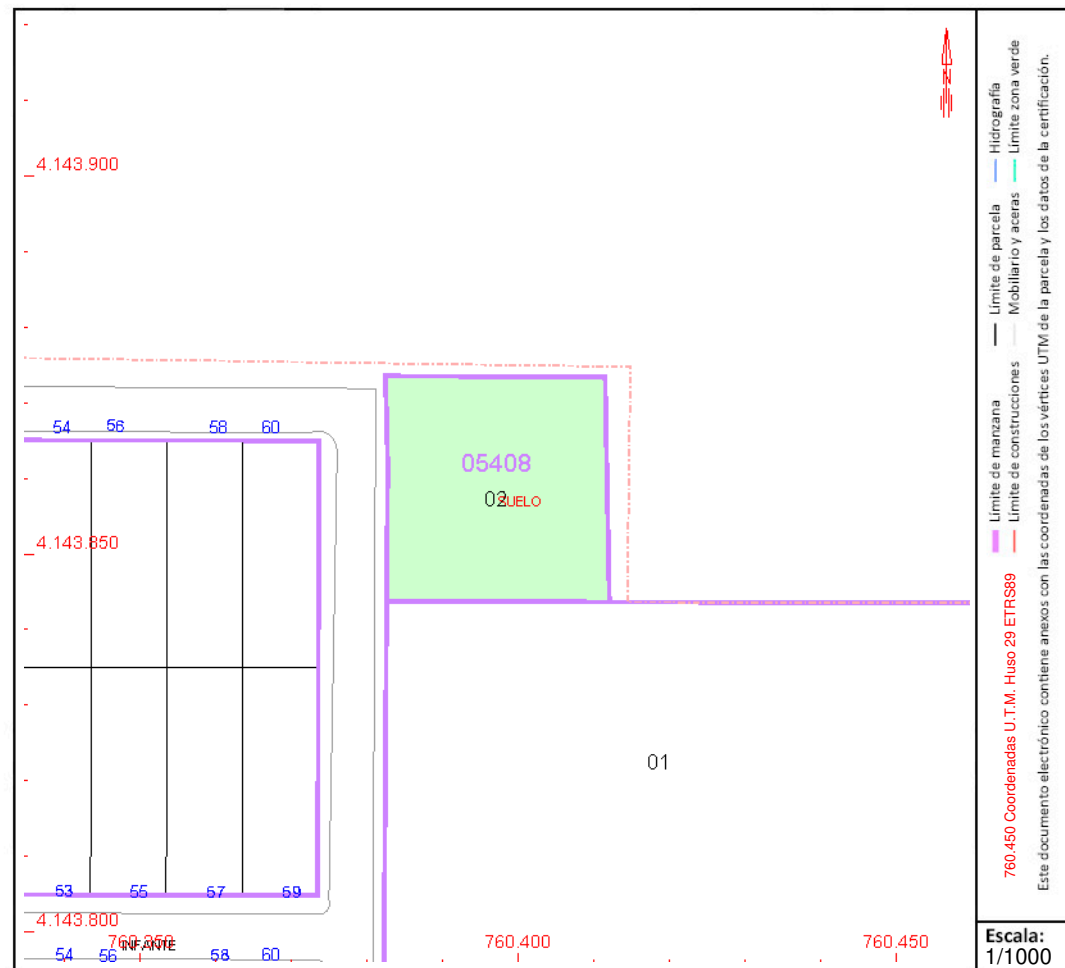 N
4.143.900
54 56 58 60
05408
02
SUELO
4.143.850
01
53 55 57 59
4.143.800
INFANTE
760.400
760.450
54 56 58 60
Límite de manzana
Límite de parcela
Hidrografía
Límite de construcciones
Mobiliario y aceras
Límite zona verde
760.450 Coordenadas U.T.M. Huso 29 ETRS89
Este documento electrónico contiene anexos con las coordenadas de los vértices UTM de la parcela y los datos de la certificación.
Escala:
1/1000